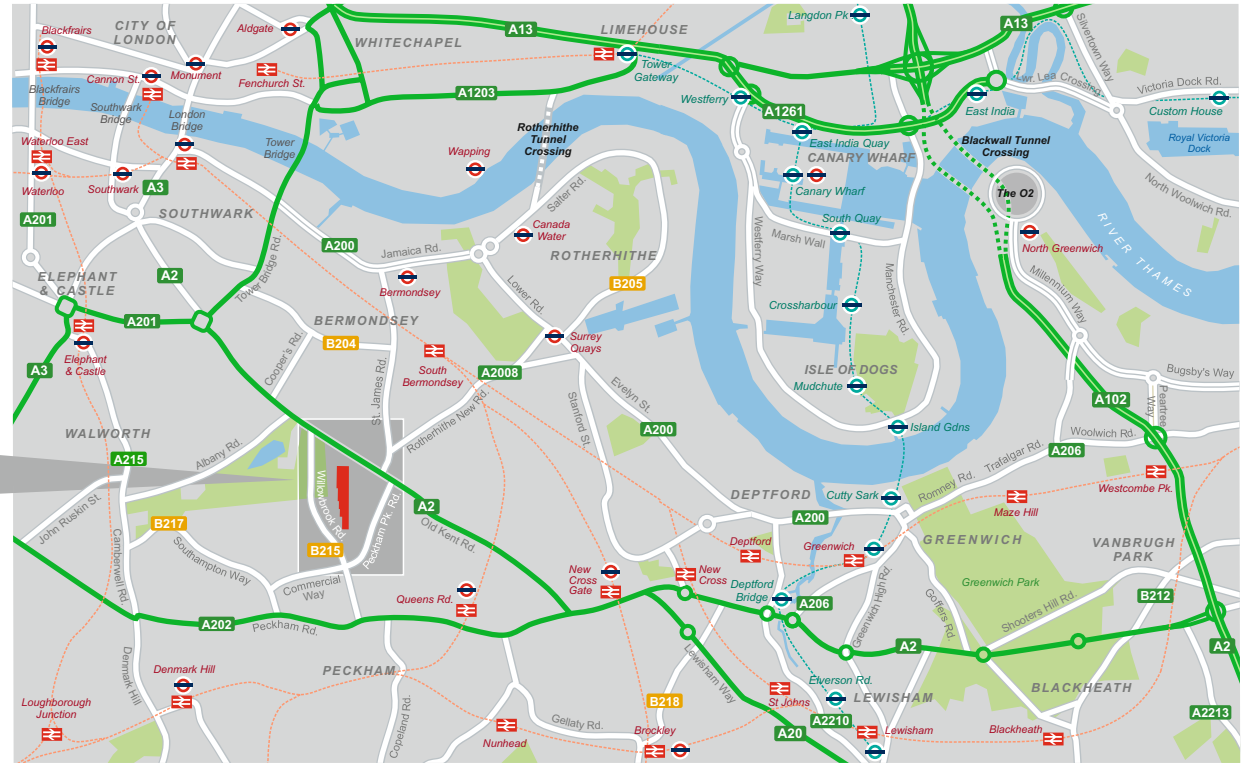 Blackfrairs
CITY OF
LONDON
Aldgate
A13
LIMEHOUSE
Langdon Pk
A13
Silvertown Way
WHITECHAPEL
Cannon St.
Monument
Fenchurch St.
Tower
Gateway
Lwr. Lea Crossing
Victoria Dock Rd.
Blackfrairs
Bridge
Southwark
Bridge
London
Bridge
A1203
Westferry
A1261
East India
Custom House
Waterloo East
Tower
Bridge
Rotherhithe
Tunnel
Crossing
East India Quay
Blackwall Tunnel
Crossing
Royal Victoria
Dock
Wapping
CANARY WHARF
Waterloo
Southwark
A3
Canary Wharf
The O2
North Woolwich Rd.
Salter Rd.
A201
SOUTHWARK
South Quay
RIVER THAMES
Canada
Water
Marsh Wall
A200
Jamaica Rd.
North Greenwich
ROTHERHITHE
Westferry Way
Manchester Rd.
ELEPHANT
& CASTLE
A2
Tower Bridge Rd.
Bermondsey
Lower Rd.
B205
Millennium Way
Crossharbour
A201
BERMONDSEY
B204
Surrey
Quays
Elephant
& Castle
Cooper's Rd.
South
Bermondsey
A2008
ISLE OF DOGS
A3
St. James Rd.
Evelyn St.
Mudchute
Bugsby's Way
A102
Peartree
Way
Stanford St.
Rotherhithe New Rd.
WALWORTH
A200
Island Gdns
Woolwich Rd.
A206
A215
Albany Rd.
Trafalgar Rd.
Romney Rd.
Westcombe Pk.
Willowbrook Rd.
A2
DEPTFORD
Cutty Sark
Maze Hill
John Ruskin St.
B217
Peckham Pk. Rd.
Old Kent Rd.
A200
B215
Camberwell Rd.
Southampton Way
Deptford
Greenwich
GREENWICH
VANBRUGH
PARK
Commercial
Way
New
Cross
Gate
New
Cross
Deptford
Bridge
Greenwich Park
Queens Rd.
A206
Greenwich High Rd.
Goffers Rd.
Shooters Hill Rd.
B212
A202
Peckham Rd.
A2
A2
Denmark Hill
Denmark Hill
PECKHAM
Lewisham Way
Elverson Rd.
St Johns
LEWISHAM
BLACKHEATH
Loughborough
Junction
Copeland Rd.
B218
A2210
A2213
Gellaty Rd.
Nunhead
Brockley
A20
Lewisham
Blackheath